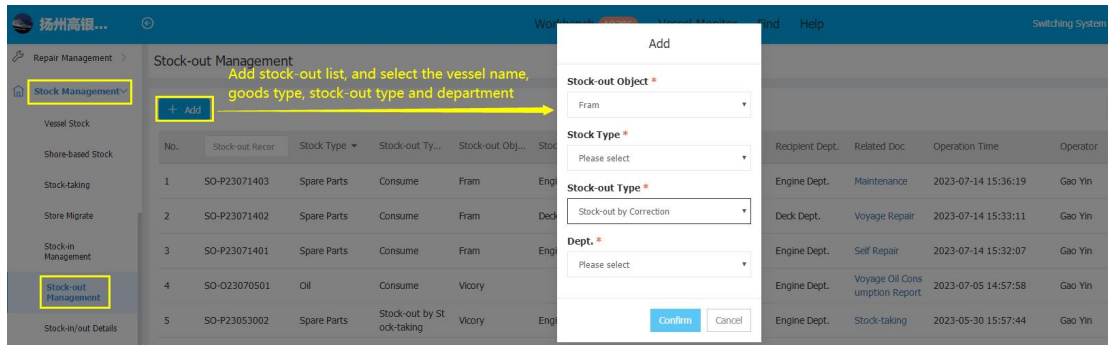 扬州高银...
Find Help
Switching System
Repair Management
Stock Management
Vessel Stock
Shore-based Stock
Stock-taking
Store Migrate
Stock-in
Management
Stock-out
Management
Stock-in/out Details
Stock-out Management
Add stock-out list, and select the vessel name,
goods type, stock-out type and department
+ Add
No. Stock-out Recor Stock Type Stock-out Ty... Stock-out Obj... Recipient Dept. Related Doc Operation Time Operator
1 SO-P23071403 Spare Parts Consume Fram Engine Dept. Maintenance 2023-07-14 15:36:19 Gao Yin
2 SO-P23071402 Spare Parts Consume Fram Deck Dept. Voyage Repair 2023-07-14 15:33:11 Gao Yin
3 SO-P23071401 Spare Parts Consume Fram Engine Dept. Self Repair 2023-07-14 15:32:07 Gao Yin
4 SO-O23070501 Oil Consume Vicory Engine Dept. Voyage Oil Cons
umption Report 2023-07-05 14:57:58 Gao Yin
5 SO-P23053002 Spare Parts Stock-out by St
ock-taking Vicory Engine Dept. Stock-taking 2023-05-30 15:57:44 Gao Yin
Add
Stock-out Object *
Fram
Stock Type *
Please select
Stock-out Type *
Stock-out by Correction
Dept. *
Please select
Confirm Cancel